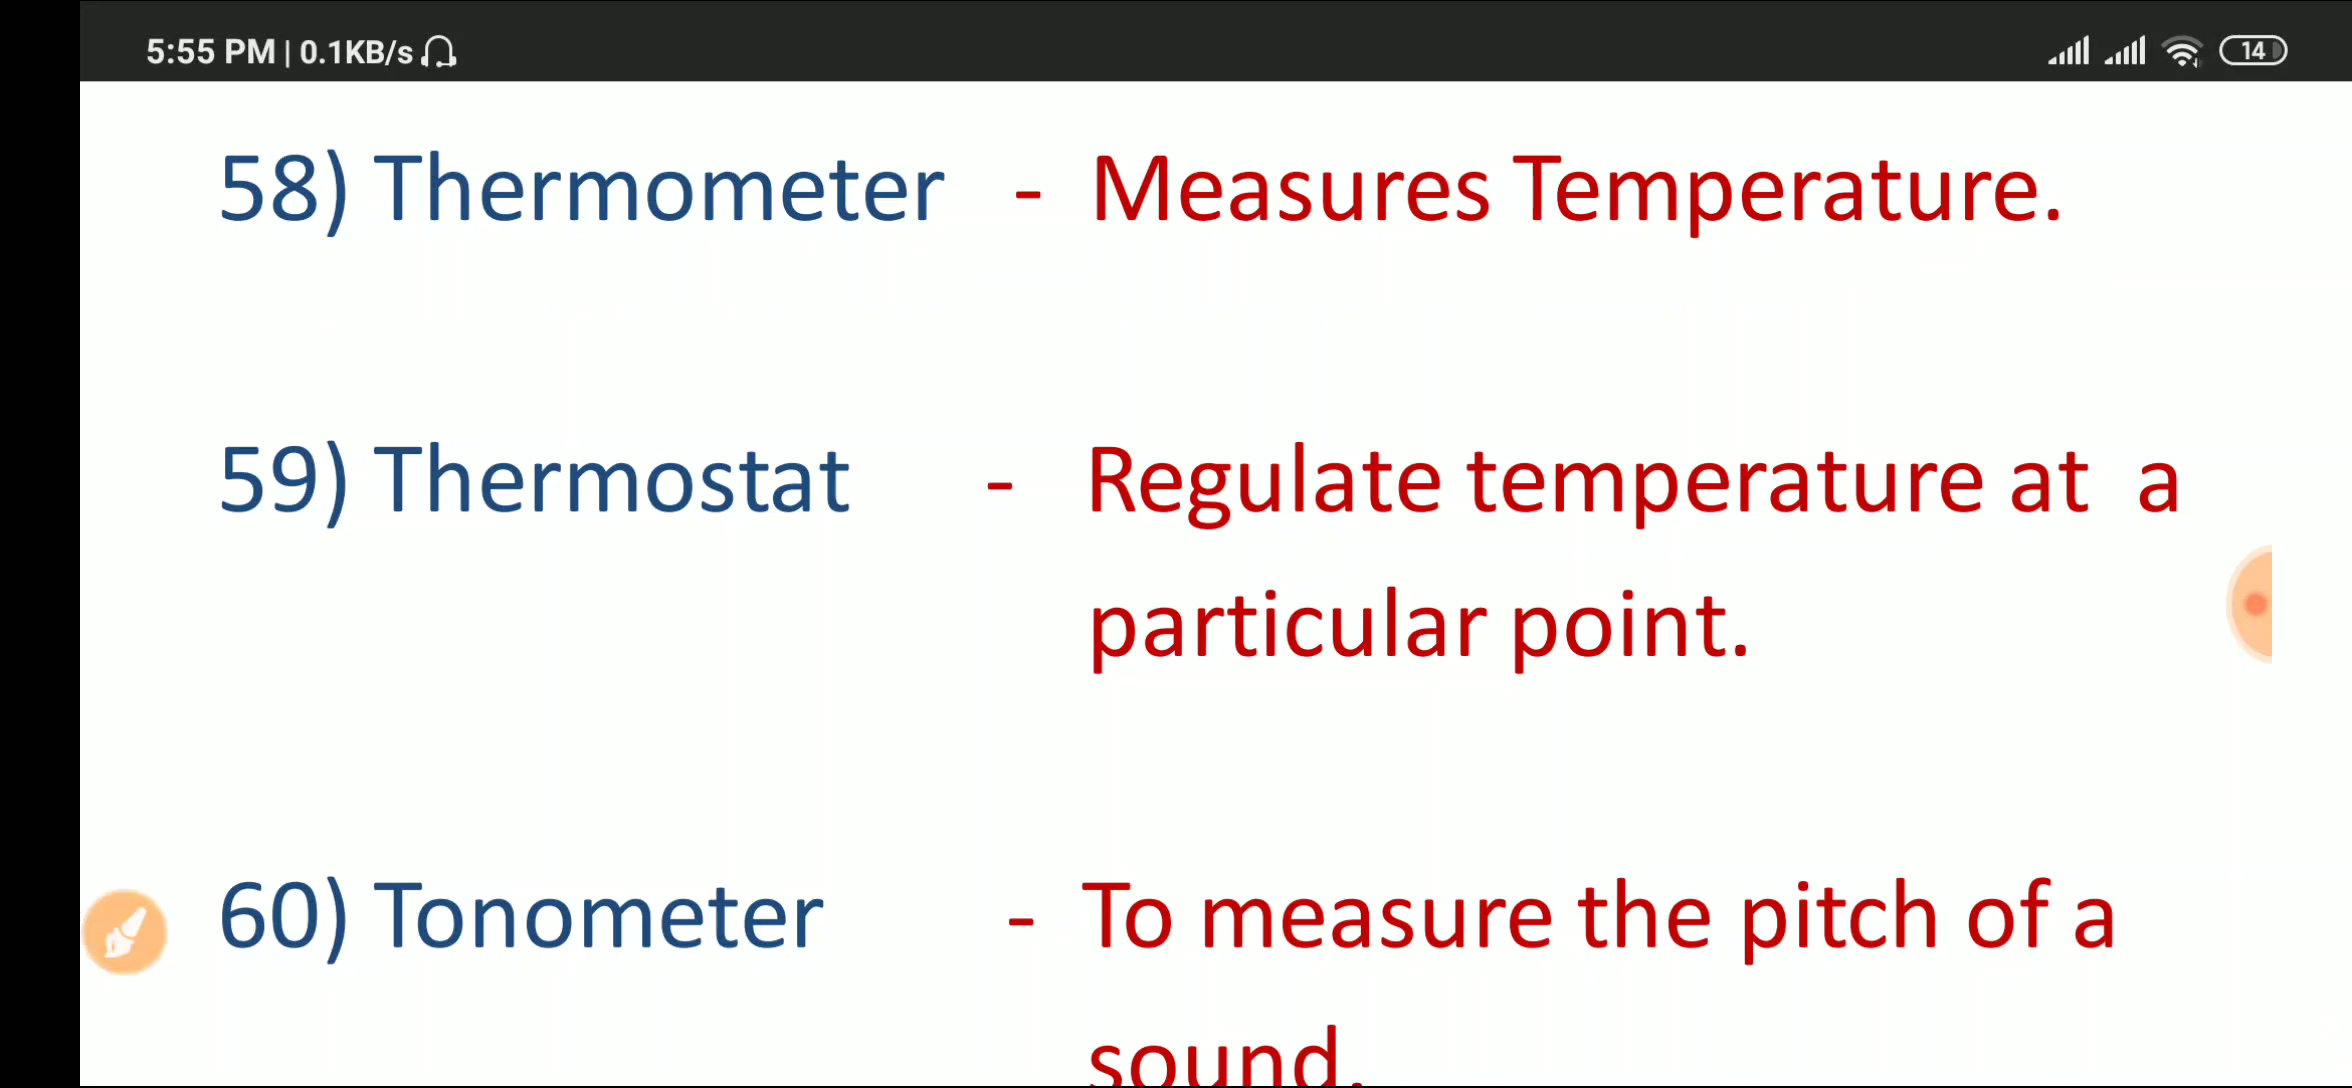 5:55 PM | 0.1KB/s 14
58) Thermometer - Measures Temperature.
59) Thermostat - Regulate temperature at a
particular point.
60) Tonometer - To measure the pitch of a
sound.